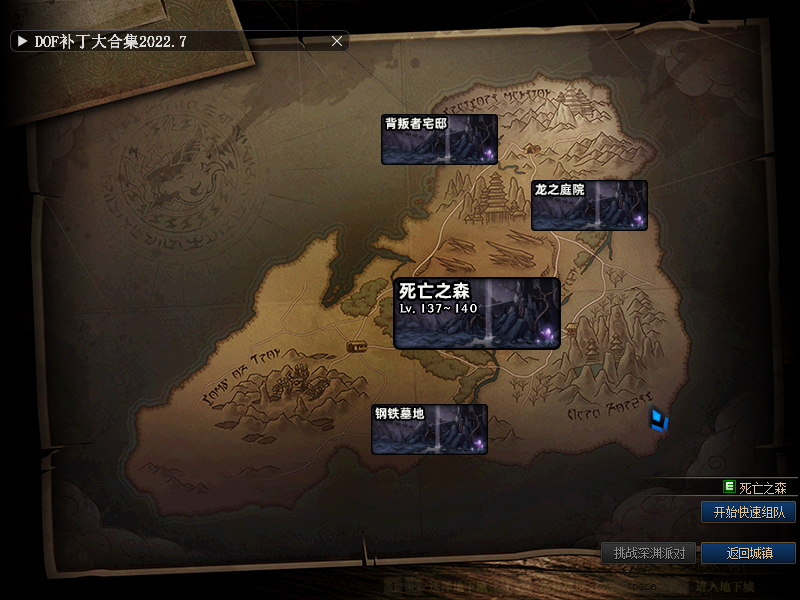 DOF补丁大合集2022.7
背叛者宅邸
龙之庭院
死亡之森
Lv. 137~140
钢铁墓地
E 死亡之森
开始快速组队
挑战深渊派对
返回城镇
进入地下城